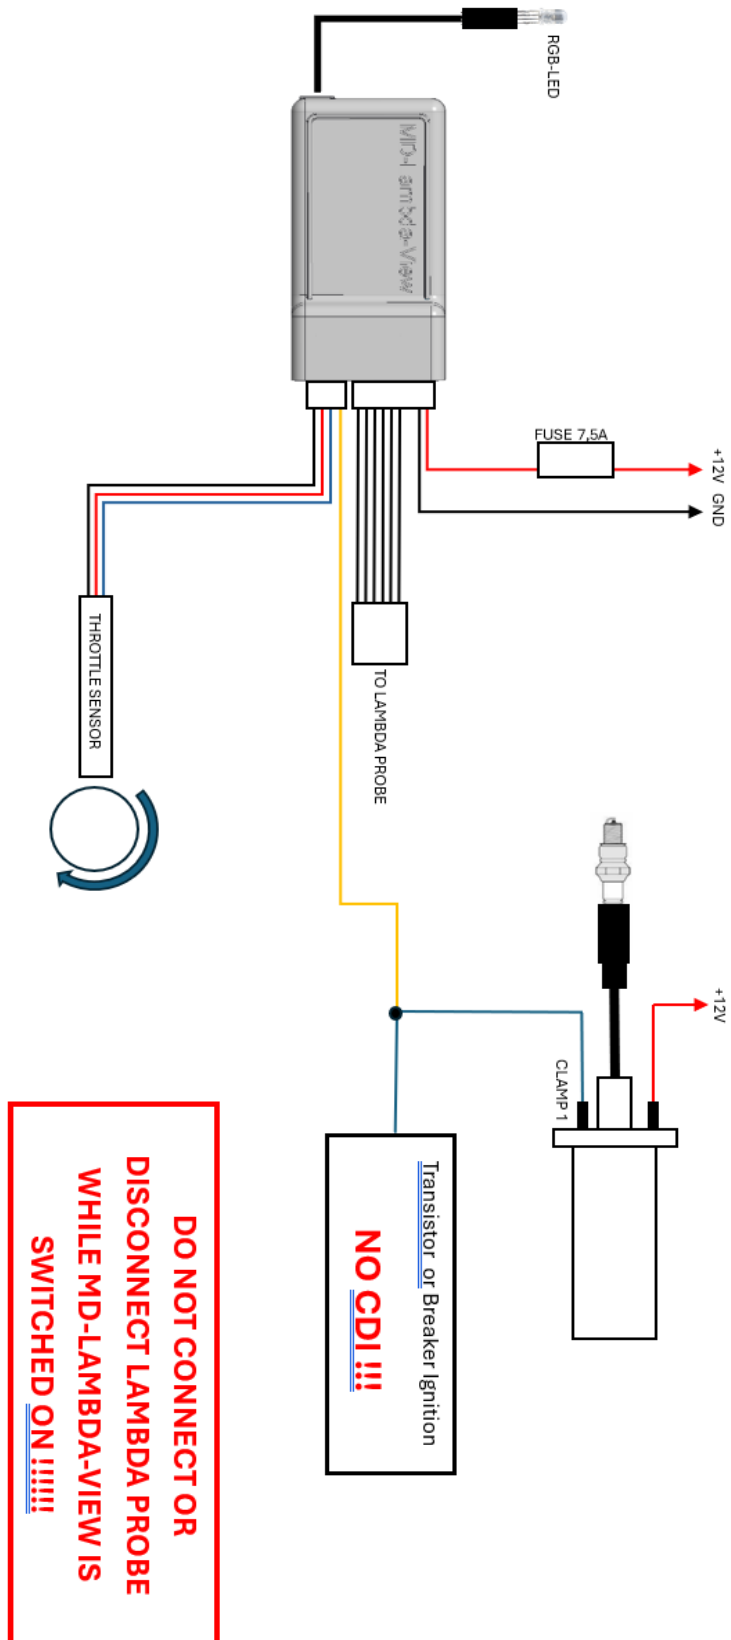 RGB-LED
MD-Lambda-View
FUSE 7,5A
+12V
GND
THROTTLE SENSOR
TO LAMBDA PROBE
+12V
CLAMP 1
Transistor or Breaker Ignition
NO CDI !!!
DO NOT CONNECT OR
DISCONNECT LAMBDA PROBE
WHILE MD-LAMBDA-VIEW IS
SWITCHED ON !!!!!!